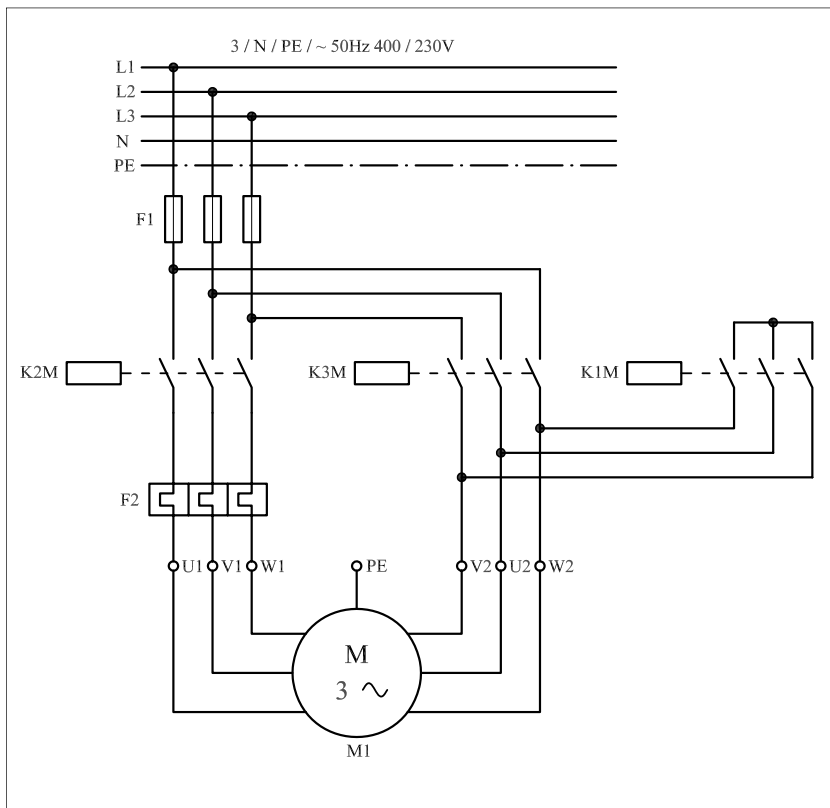 3 / N / PE / ~ 50Hz 400 / 230V
L1
L2
L3
N
PE
F1
K2M
K3M
K1M
F2
U1 V1 W1 PE V2 U2 W2
M
3 ~
M1